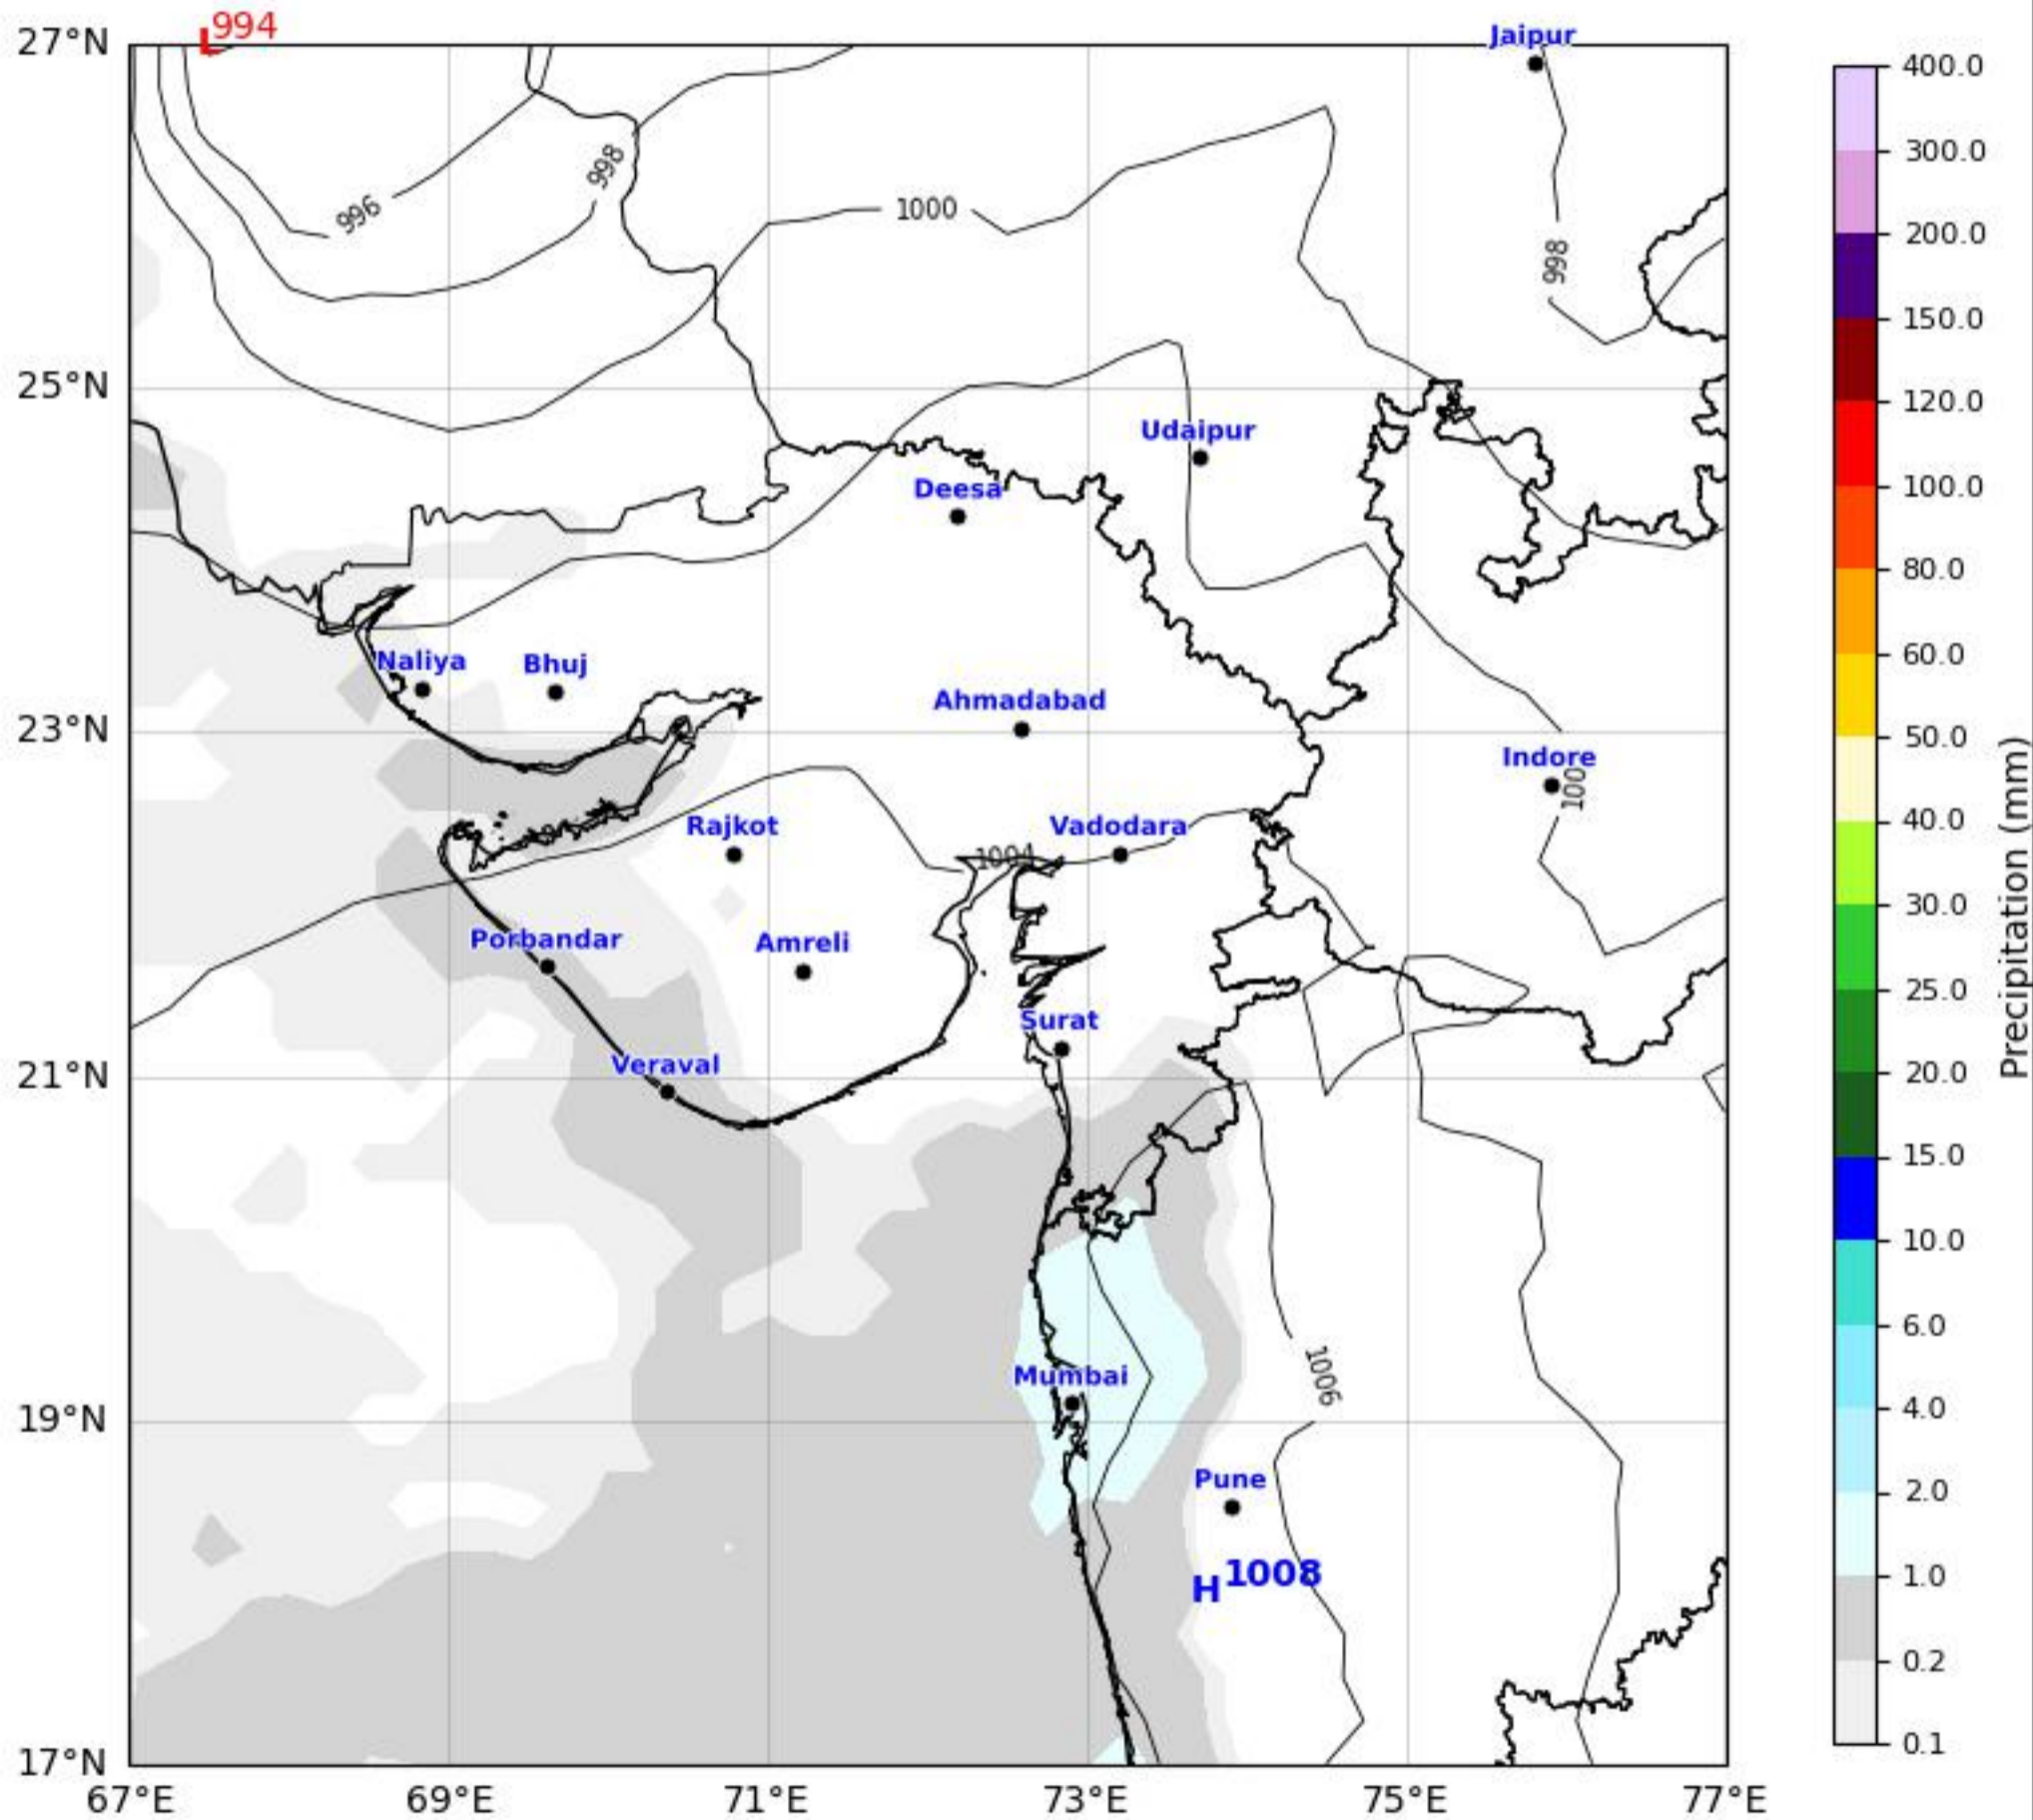 L 994
27°N
Jaipur
400.0
300.0
998
996
1000
200.0
998
150.0
25°N
120.0
Udaipur
Deesa
100.0
80.0
Naliya
Bhuj
60.0
Ahmadabad
23°N
50.0
Indore
100
Rajkot
Vadodara
40.0
1004
30.0
Porbandar
Amreli
25.0
Surat
Veraval
21°N
20.0
Precipitation (mm)
15.0
10.0
6.0
Mumbai
1006
4.0
19°N
Pune
2.0
H 1008
1.0
0.2
0.1
17°N
67°E 69°E 71°E 73°E 75°E 77°E